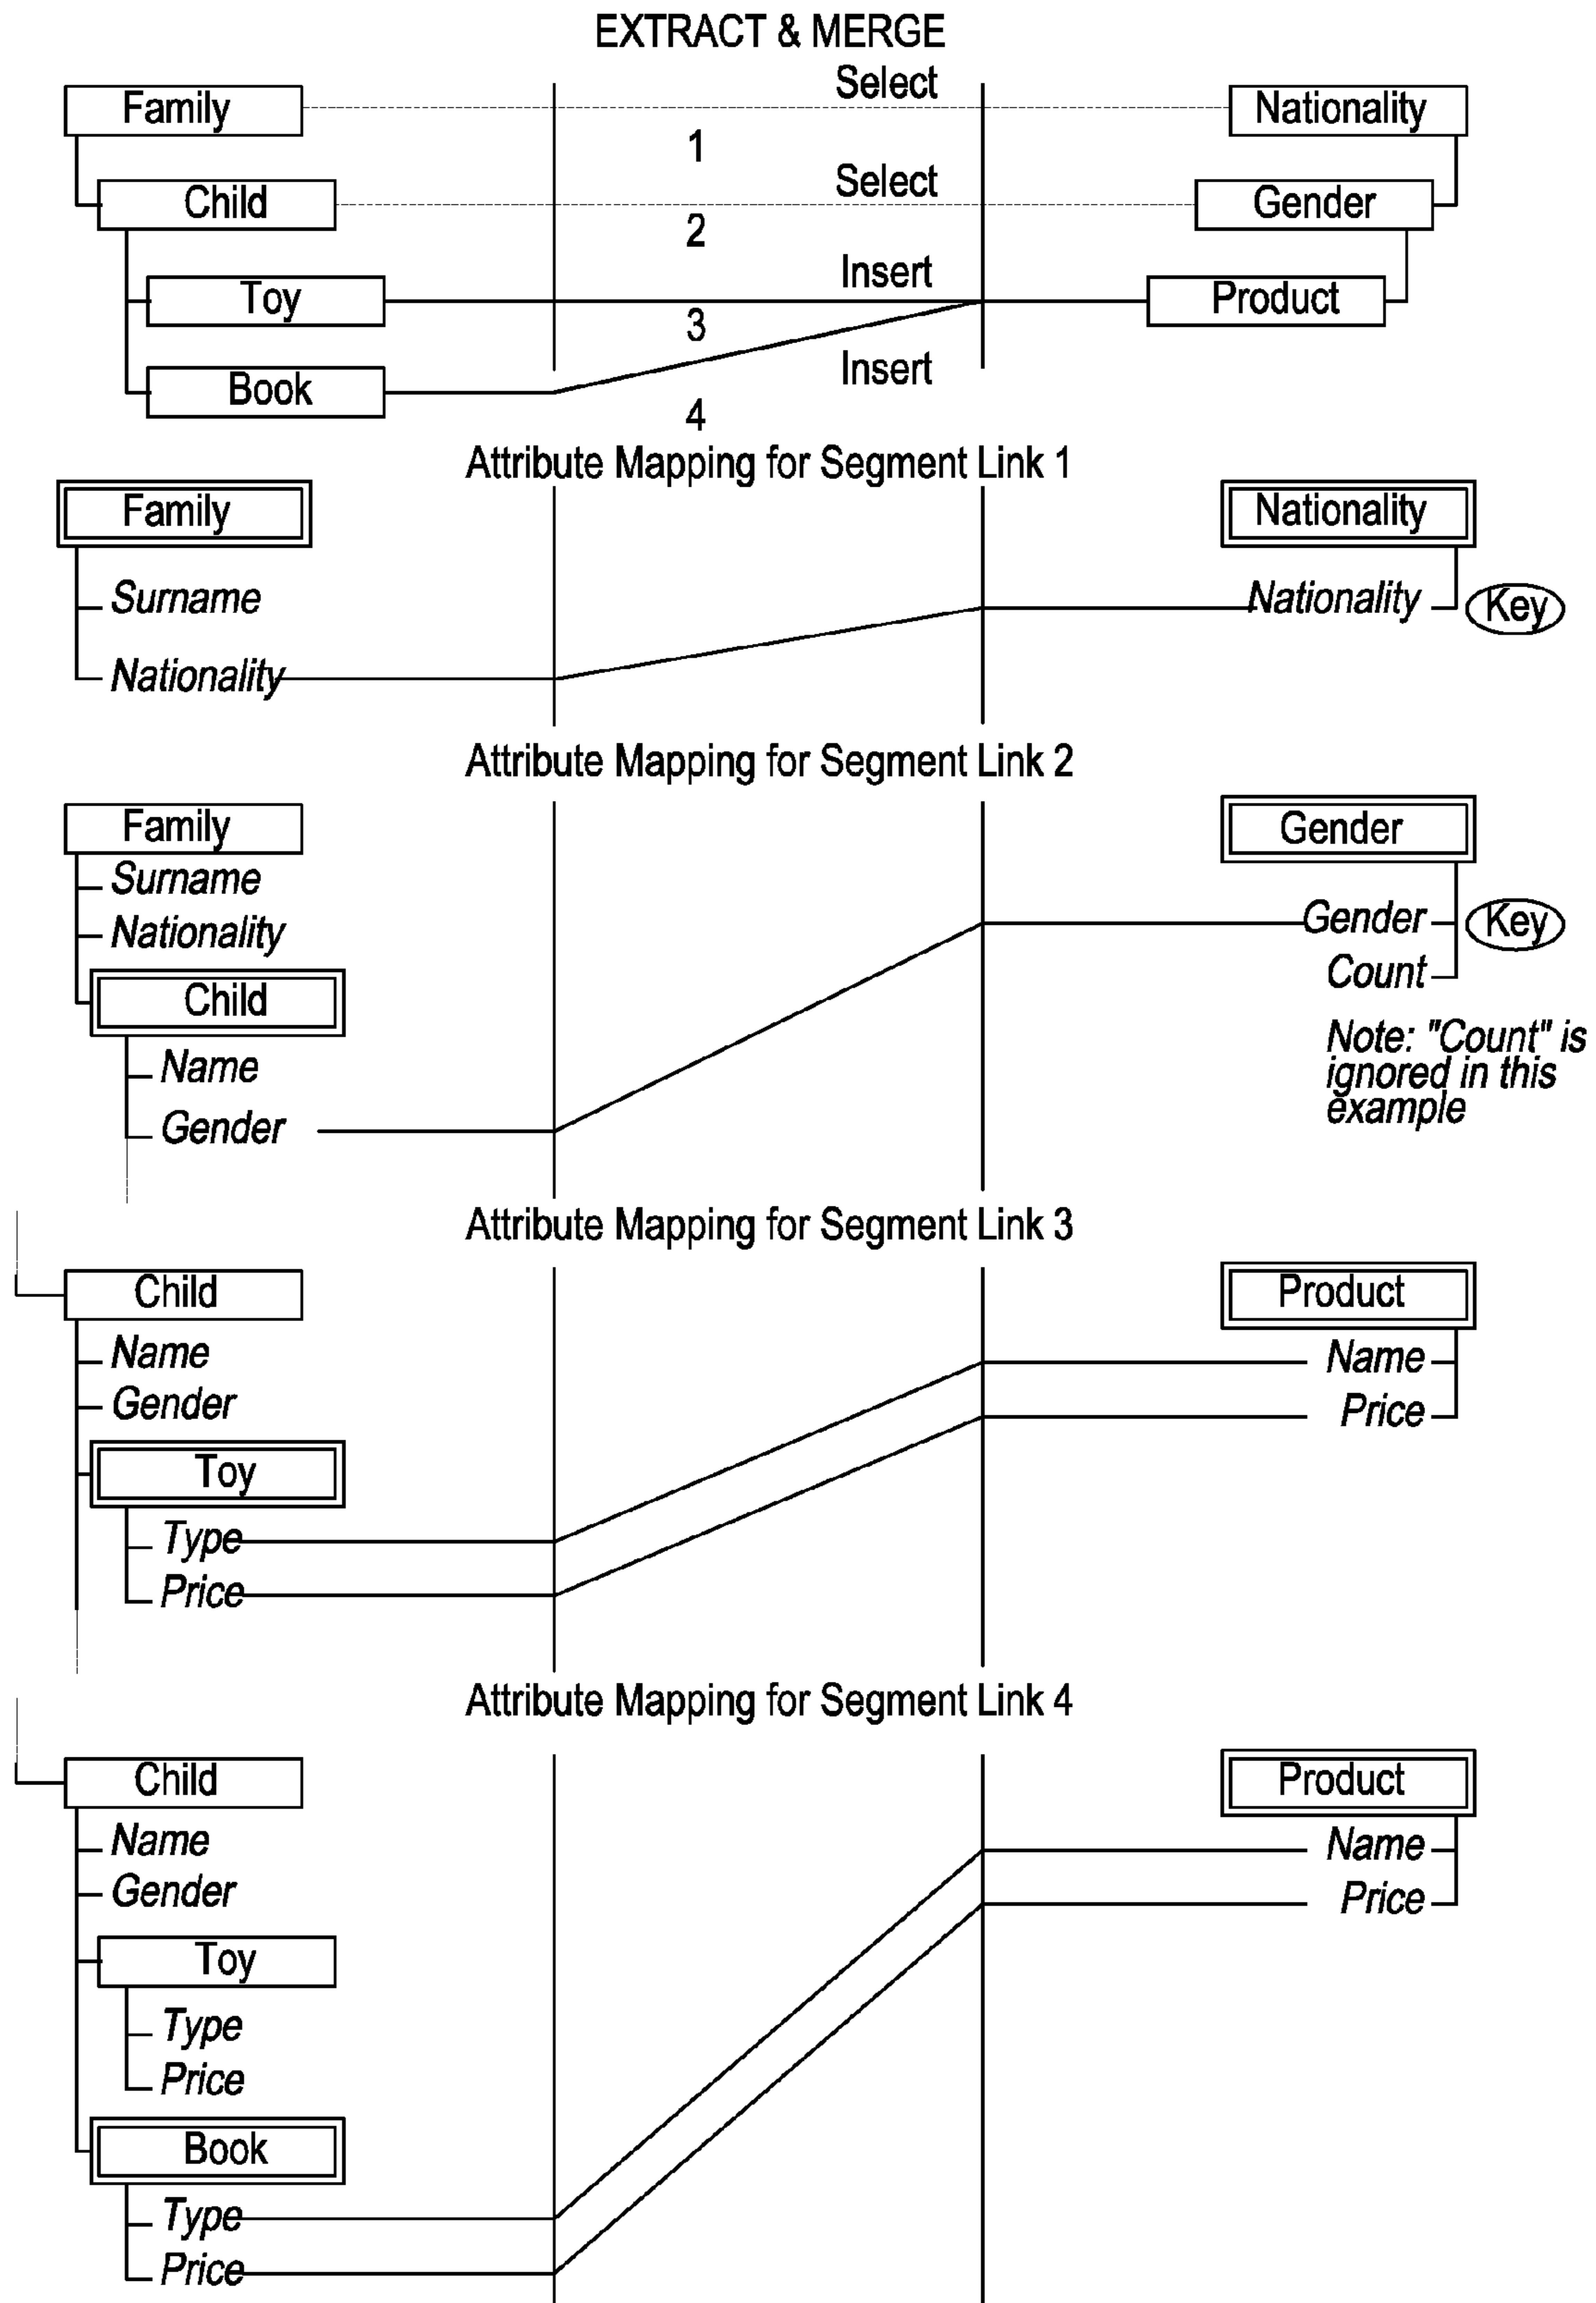 EXTRACT & MERGE
Select
Family
Nationality
1
Select
Child
Gender
2
Insert
Toy
Product
3
Insert
Book
4
Attribute Mapping for Segment Link 1
Family
Nationality
Surname
Nationality
Key
Nationality
Attribute Mapping for Segment Link 2
Family
Gender
Surname
Nationality
Gender
Key
Count
Child
Note: "Count" is
ignored in this
example
Name
Gender
Attribute Mapping for Segment Link 3
Child
Product
Name
Name
Gender
Price
Toy
Type
Price
Attribute Mapping for Segment Link 4
Child
Product
Name
Name
Gender
Price
Toy
Type
Price
Book
Type
Price